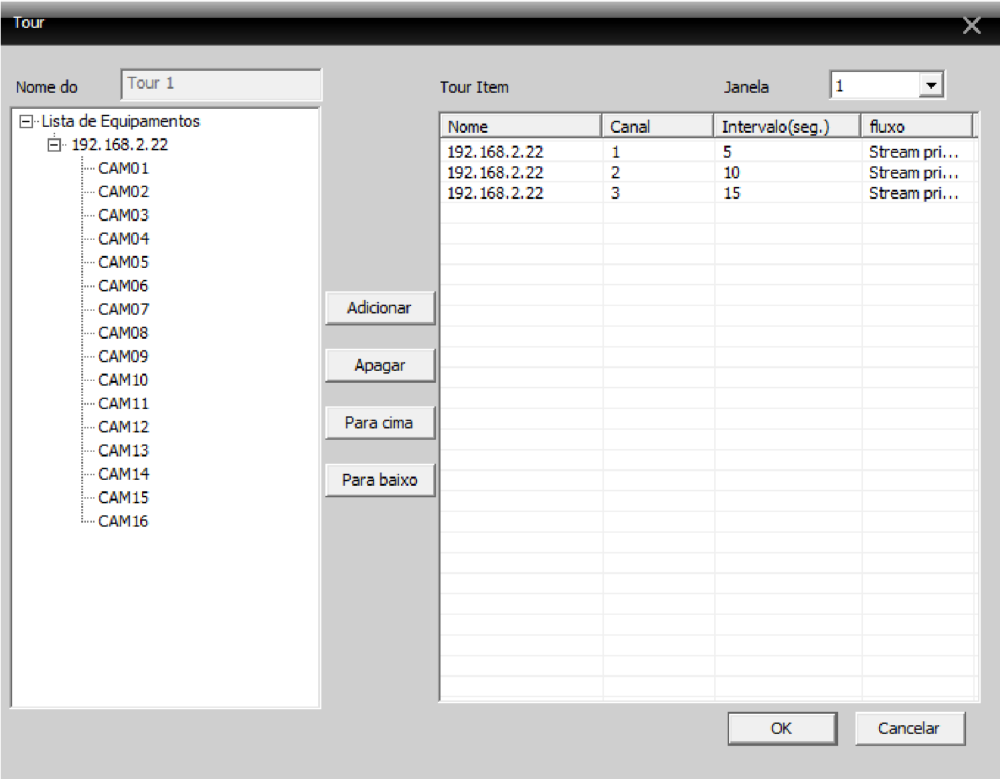 Tour
Nome do Tour 1
Tour Item Janela 1
Lista de Equipamentos
192.168.2.22
CAM01
CAM02
CAM03
CAM04
CAM05
CAM06
CAM07
CAM08
CAM09
CAM10
CAM11
CAM12
CAM13
CAM14
CAM15
CAM16
Adicionar
Apagar
Para cima
Para baixo
Nome Canal Intervalo(seg.) fluxo
192.168.2.22 1 5 Stream pri...
192.168.2.22 2 10 Stream pri...
192.168.2.22 3 15 Stream pri...
OK Cancelar